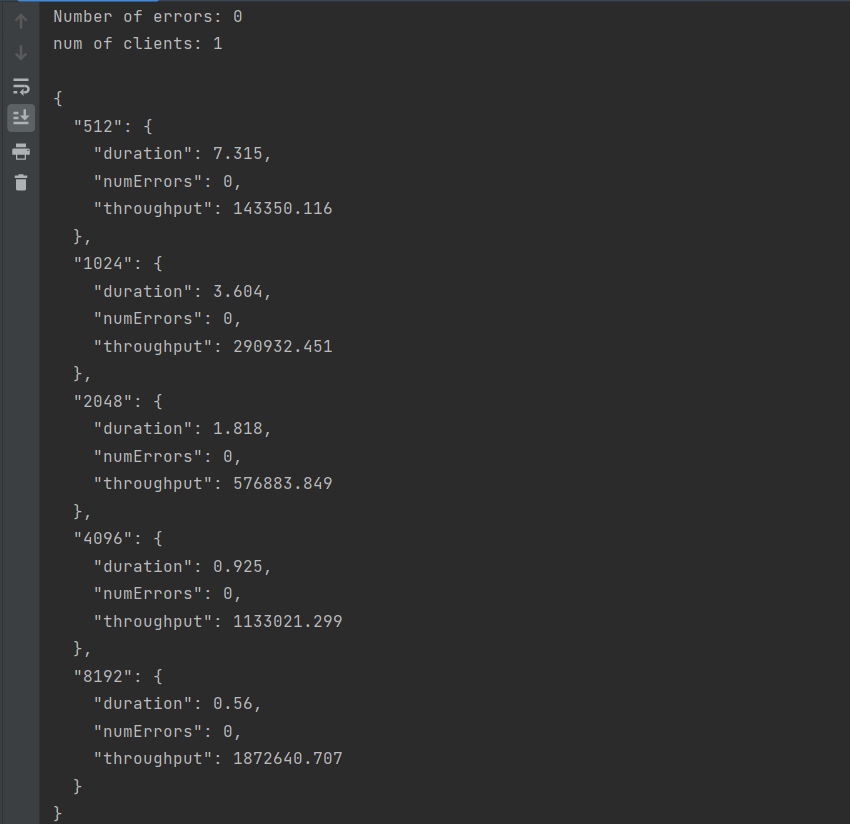 Number of errors: 0
num of clients: 1
{
"512": {
"duration": 7.315,
"numErrors": 0,
"throughput": 143350.116
},
"1024": {
"duration": 3.604,
"numErrors": 0,
"throughput": 290932.451
},
"2048": {
"duration": 1.818,
"numErrors": 0,
"throughput": 576883.849
},
"4096": {
"duration": 0.925,
"numErrors": 0,
"throughput": 1133021.299
},
"8192": {
"duration": 0.56,
"numErrors": 0,
"throughput": 1872640.707
}
}